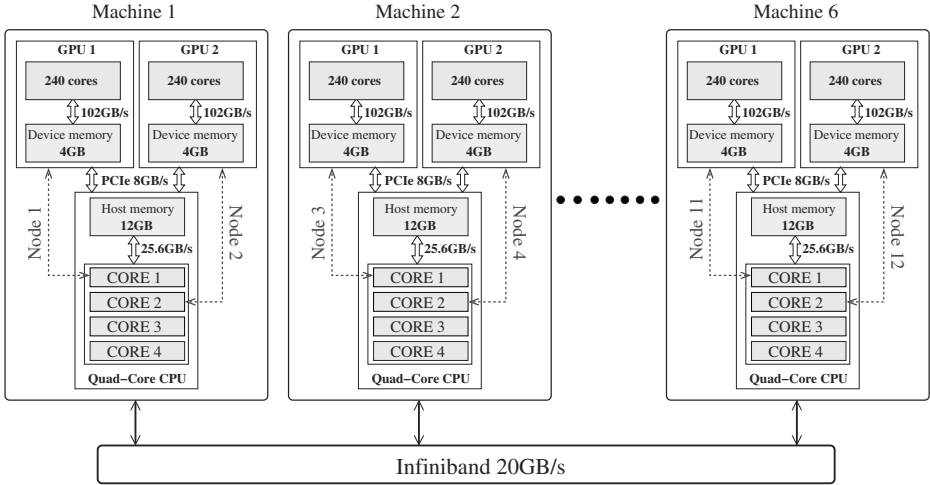 Machine 1
GPU 1
GPU 2
240 cores
240 cores
102GB/s
102GB/s
Device memory
4GB
Device memory
4GB
PCIe 8GB/s
Node 1
Node 2
Host memory
12GB
25.6GB/s
CORE 1
CORE 2
CORE 3
CORE 4
Quad-Core CPU
Machine 2
GPU 1
GPU 2
240 cores
240 cores
102GB/s
102GB/s
Device memory
4GB
Device memory
4GB
PCIe 8GB/s
Node 3
Node 4
Host memory
12GB
25.6GB/s
CORE 1
CORE 2
CORE 3
CORE 4
Quad-Core CPU
Machine 6
GPU 1
GPU 2
240 cores
240 cores
102GB/s
102GB/s
Device memory
4GB
Device memory
4GB
PCIe 8GB/s
Node 11
Node 12
Host memory
12GB
25.6GB/s
CORE 1
CORE 2
CORE 3
CORE 4
Quad-Core CPU
Infiniband 20GB/s